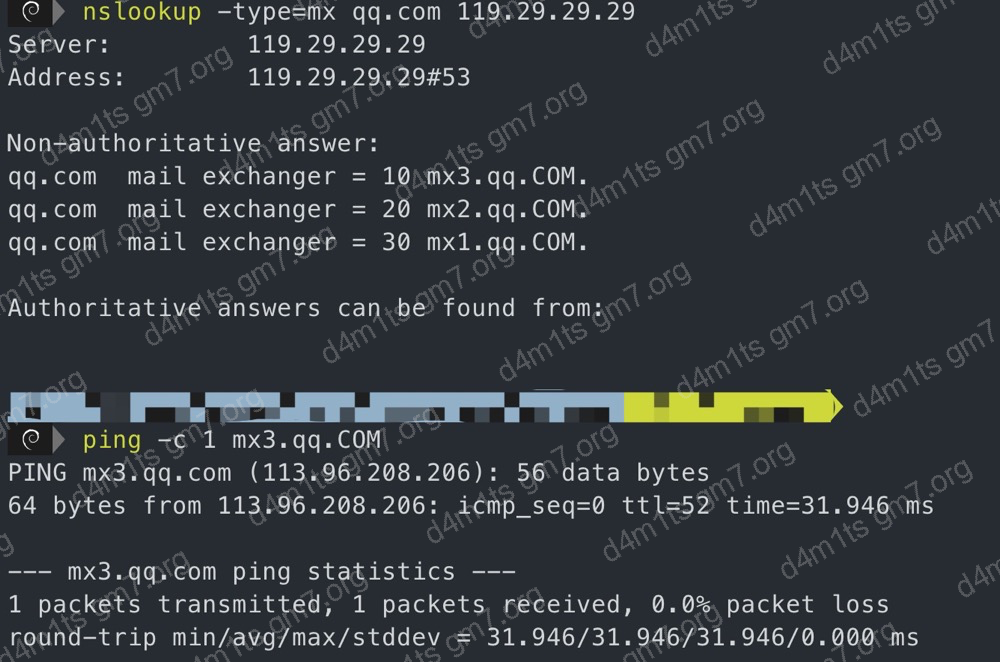 nslookup -type=mx qq.com 119.29.29.29
Server:         119.29.29.29
Address:        119.29.29.29#53
Non-authoritative answer:
qq.com  mail exchanger = 10 mx3.qq.COM.
qq.com  mail exchanger = 20 mx2.qq.COM.
qq.com  mail exchanger = 30 mx1.qq.COM.
Authoritative answers can be found from:
ping -c 1 mx3.qq.COM
PING mx3.qq.com (113.96.208.206): 56 data bytes
64 bytes from 113.96.208.206: icmp_seq=0 ttl=52 time=31.946 ms
--- mx3.qq.com ping statistics ---
1 packets transmitted, 1 packets received, 0.0% packet loss
round-trip min/avg/max/stddev = 31.946/31.946/31.946/0.000 ms
d4m1ts gm7.org